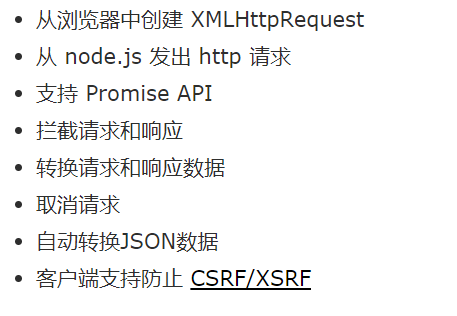 从浏览器中创建 XMLHttpRequest
从 node.js 发出 http 请求
支持 Promise API
拦截请求和响应
转换请求和响应数据
取消请求
自动转换JSON数据
客户端支持防止 CSRF/XSRF